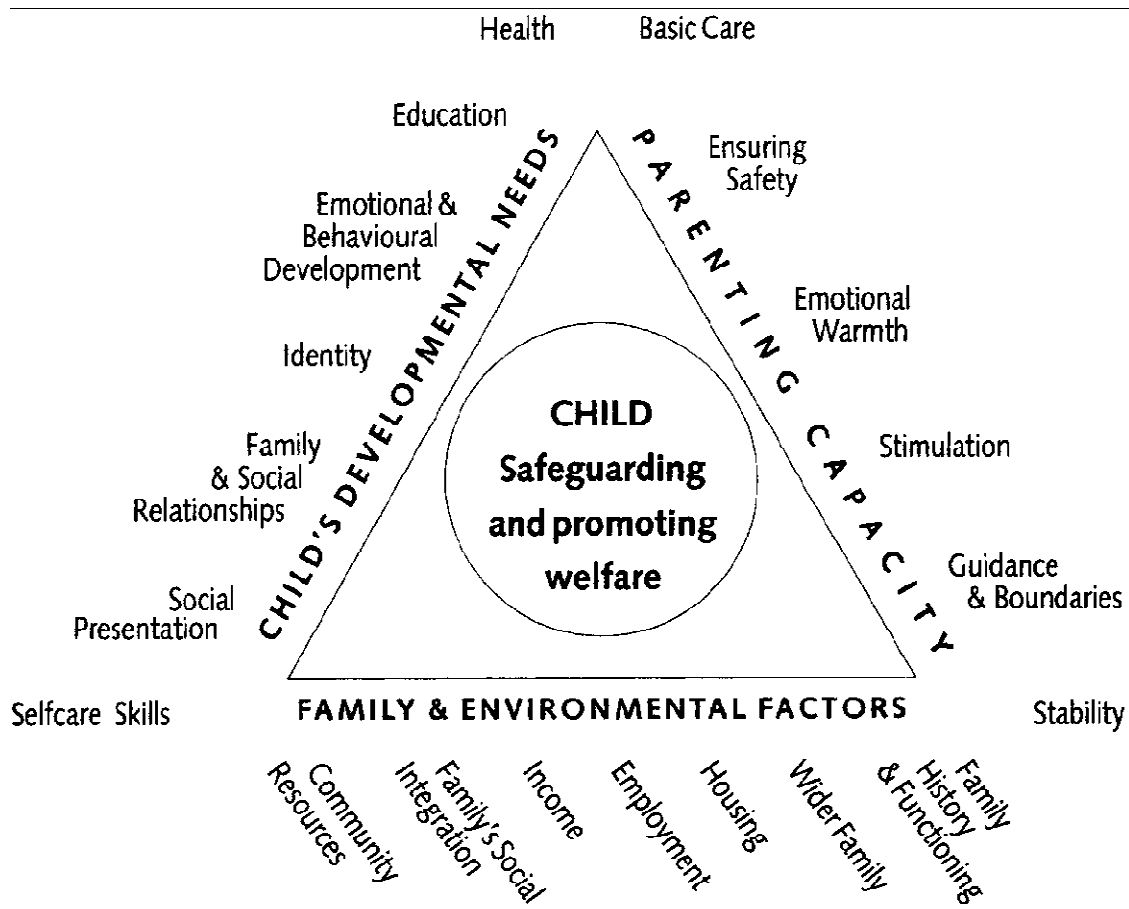 Health
Basic Care
Education
Ensuring
Safety
Emotional &
Behavioural
Development
Emotional
Warmth
Identity
Stimulation
Family
& Social
Relationships
Guidance
& Boundaries
Social
Presentation
Selfcare Skills
Stability
CHILD'S DEVELOPMENTAL NEEDS
PARENTING CAPACITY
CHILD
Safeguarding
and promoting
welfare
FAMILY & ENVIRONMENTAL FACTORS
Community
Resources
Family's Social
Integration
Income
Employment
Housing
Wider Family
Family
History
& Functioning